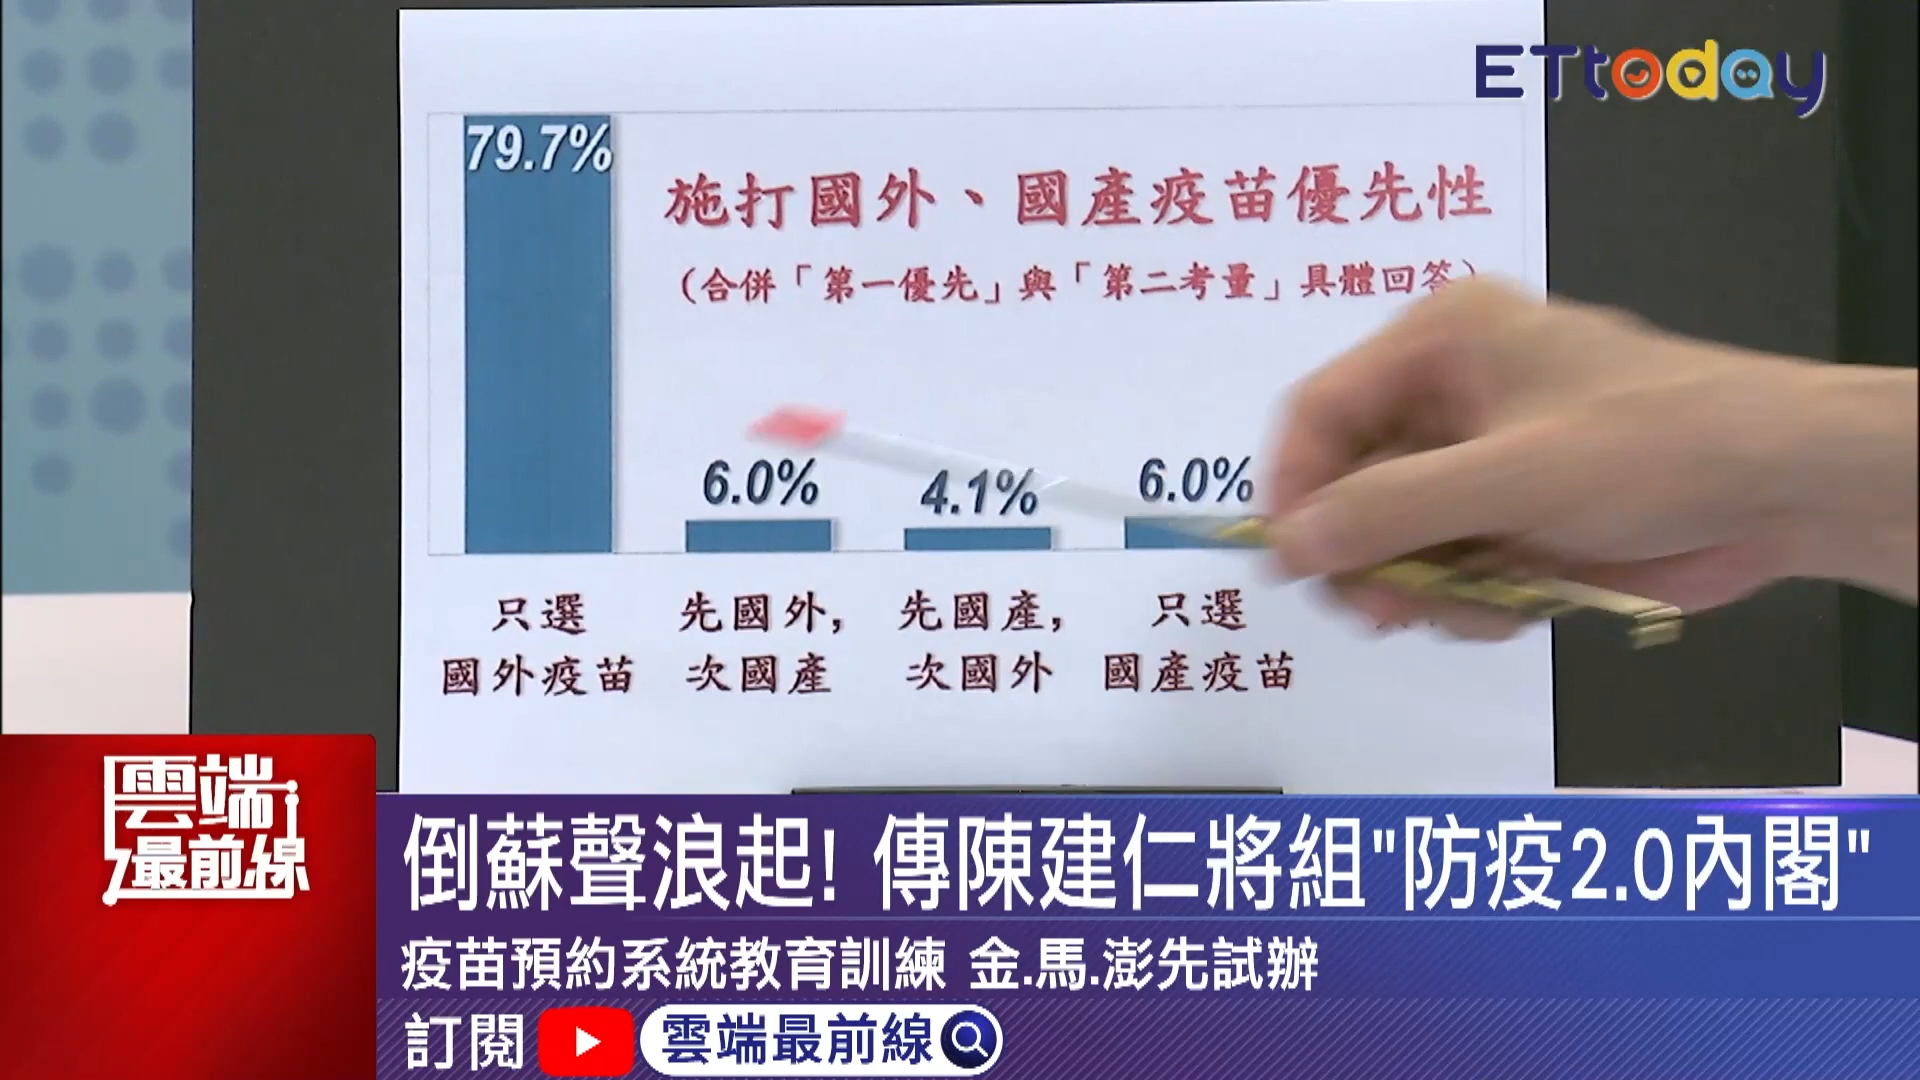 ETtoday
79.7%
施打國外、國產疫苗優先性
(合併「第一優先」與「第二考量」具體回答)
6.0%
4.1%
6.0%
只選
國外疫苗
先國外,
次國產
先國產,
次國外
只選
國產疫苗
雲端
最前線
倒蘇聲浪起! 傳陳建仁將組"防疫2.0內閣"
疫苗預約系統教育訓練 金.馬.澎先試辦
訂閱
雲端最前線